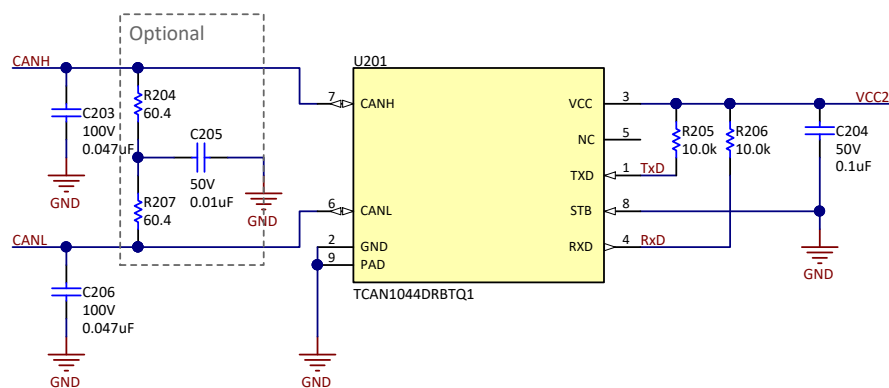 Optional
U201
CANH
R204
60.4
7
CANH
VCC
3
VCC2
C203
100V
0.047uF
C205
50V
0.01uF
NC
5
R205
10.0k
R206
10.0k
C204
50V
0.1uF
TXD
1
TxD
GND
R207
60.4
GND
6
CANL
STB
8
CANL
2
GND
RXD
4
RxD
9
PAD
GND
C206
100V
0.047uF
TCAN1044DRBTQ1
GND
GND